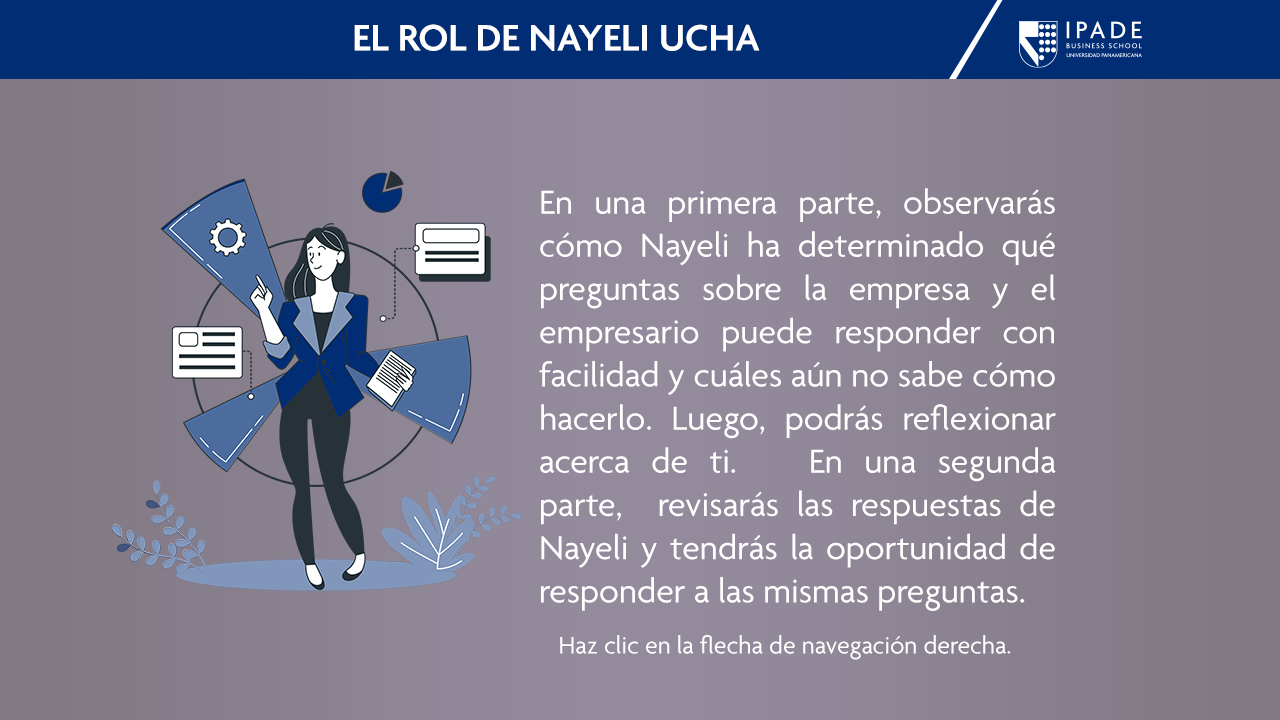 EL ROL DE NAYELI UCHA
IPADE
BUSINESS SCHOOL
UNIVERSIDAD PANAMERICANA
En una primera parte, observarás
cómo Nayeli ha determinado qué
preguntas sobre la empresa y el
empresario puede responder con
facilidad y cuáles aún no sabe cómo
hacerlo. Luego, podrás reflexionar
acerca de ti. En una segunda
parte, revisarás las respuestas de
Nayeli y tendrás la oportunidad de
responder a las mismas preguntas.
Haz clic en la flecha de navegación derecha.